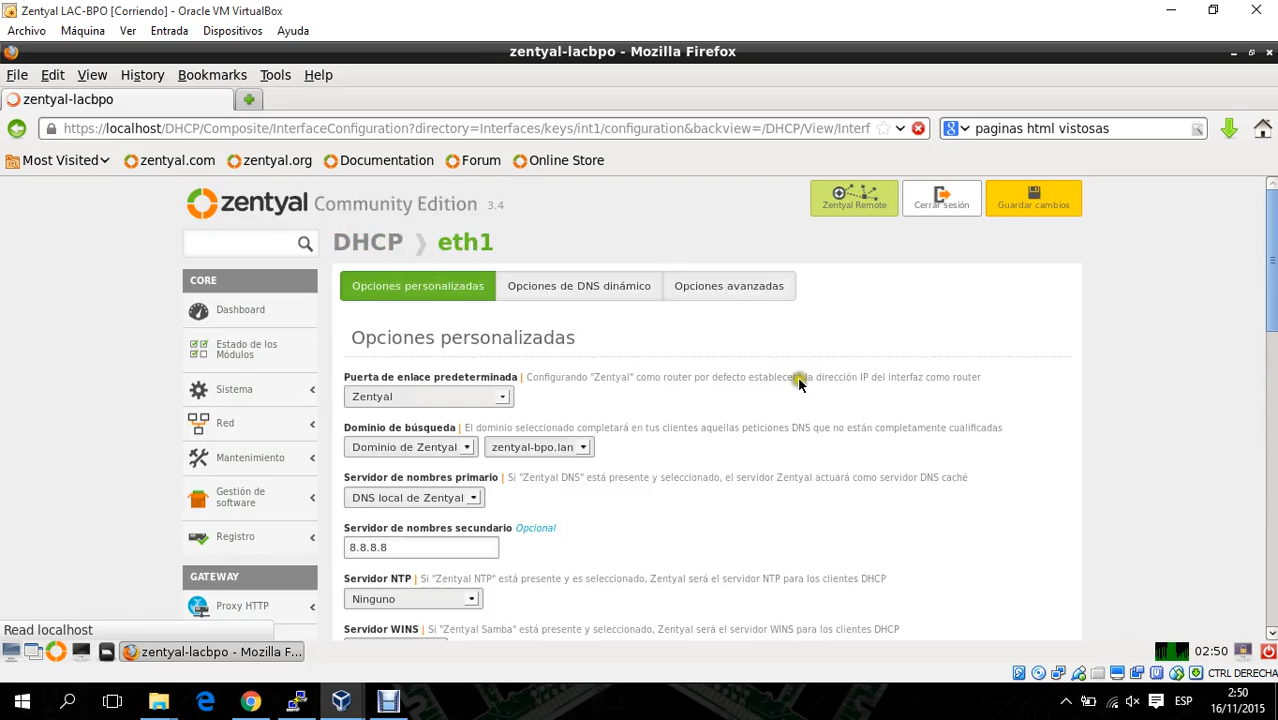 Zentyal LAC-BPO [Corriendo] - Oracle VM VirtualBox
Archivo Máquina Ver Entrada Dispositivos Ayuda
zentyal-lacbpo - Mozilla Firefox
File Edit View History Bookmarks Tools Help
zentyal-lacbpo
https://localhost/DHCP/Composite/InterfaceConfiguration?directory=Interfaces/keys/int1/configuration&backview=/DHCP/View/Interf
paginas html vistosas
Most Visited zentyal.com zentyal.org Documentation Forum Online Store
zentyal Community Edition 3.4
Zentyal Remote
Cerrar sesión
Guardar cambios
DHCP eth1
CORE
Dashboard
Estado de los
Módulos
Sistema
Red
Mantenimiento
Gestión de
software
Registro
GATEWAY
Proxy HTTP
Opciones personalizadas Opciones de DNS dinámico Opciones avanzadas
Opciones personalizadas
Puerta de enlace predeterminada | Configurando "Zentyal" como router por defecto establecerá la dirección IP del interfaz como router
Zentyal
Dominio de búsqueda | El dominio seleccionado completará en tus clientes aquellas peticiones DNS que no están completamente cualificadas
Dominio de Zentyal zentyal-bpo.lan
Servidor de nombres primario | Si "Zentyal DNS" está presente y seleccionado, el servidor Zentyal actuará como servidor DNS caché
DNS local de Zentyal
Servidor de nombres secundario Opcional
8.8.8.8
Servidor NTP | Si "Zentyal NTP" está presente y es seleccionado, Zentyal será el servidor NTP para los clientes DHCP
Ninguno
Servidor WINS | Si "Zentyal Samba" está presente y seleccionado, Zentyal será el servidor WINS para los clientes DHCP
Read localhost
zentyal-lacbpo - Mozilla F...
02:50
CTRL DERECHA
ESP
2:50
16/11/2015